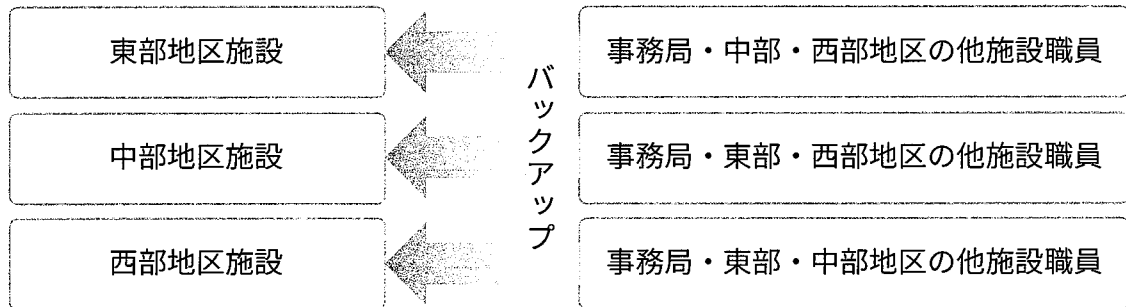 東部地区施設
事務局・中部・西部地区の他施設職員
バックアップ
中部地区施設
事務局・東部・西部地区の他施設職員
西部地区施設
事務局・東部・中部地区の他施設職員